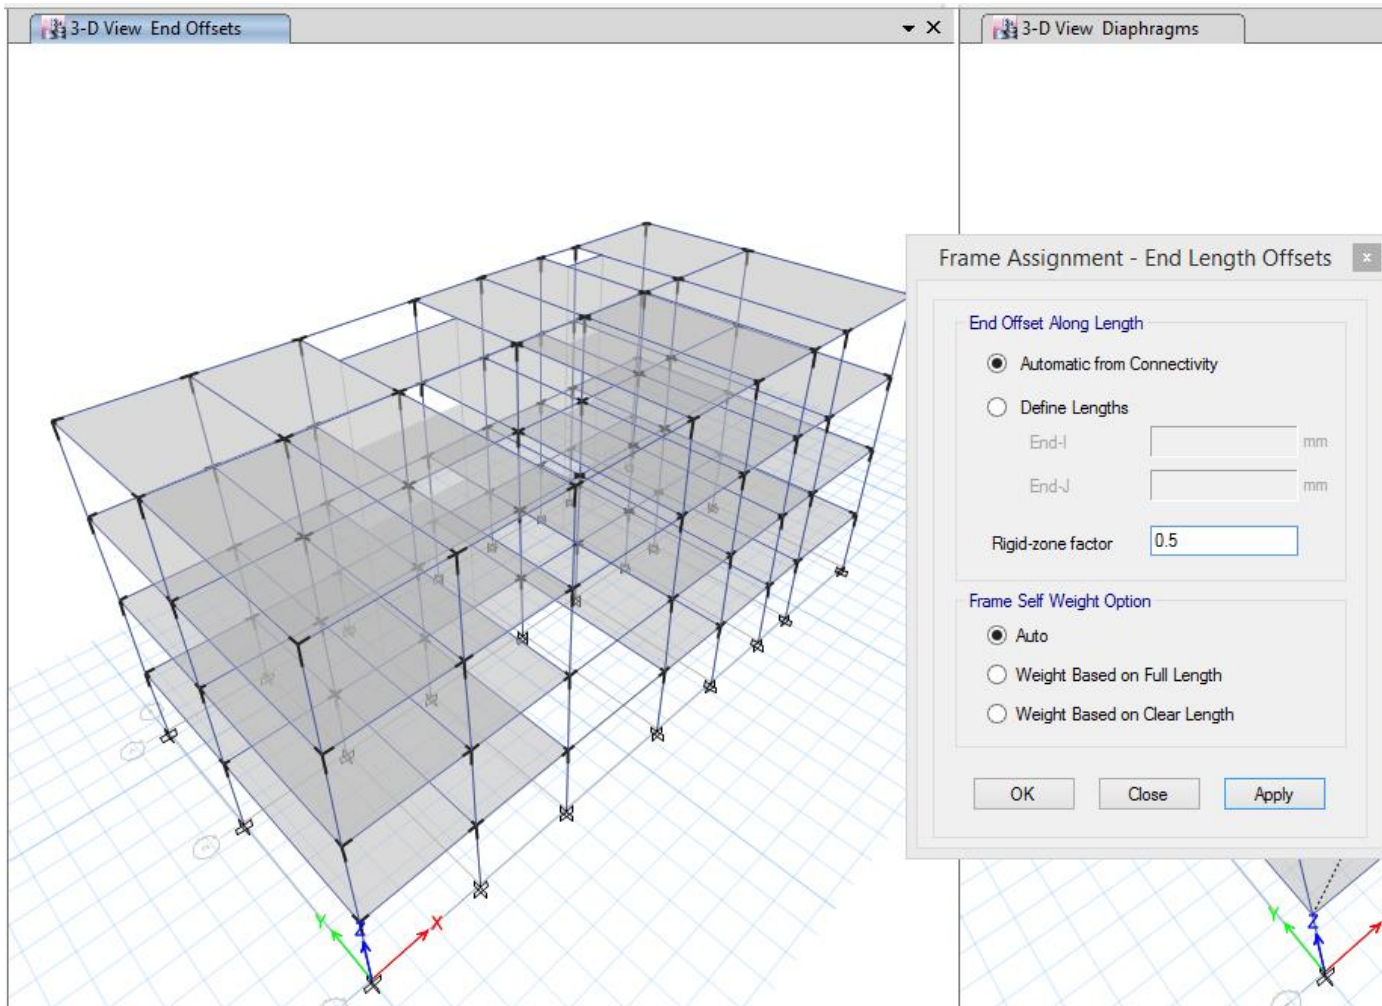 3-D View End Offsets
3-D View Diaphragms
Frame Assignment - End Length Offsets
End Offset Along Length
Automatic from Connectivity
Define Lengths
End-I
mm
End-J
mm
Rigid-zone factor
0.5
Frame Self Weight Option
Auto
Weight Based on Full Length
Weight Based on Clear Length
OK
Close
Apply
Y
Z
X
Y
Z